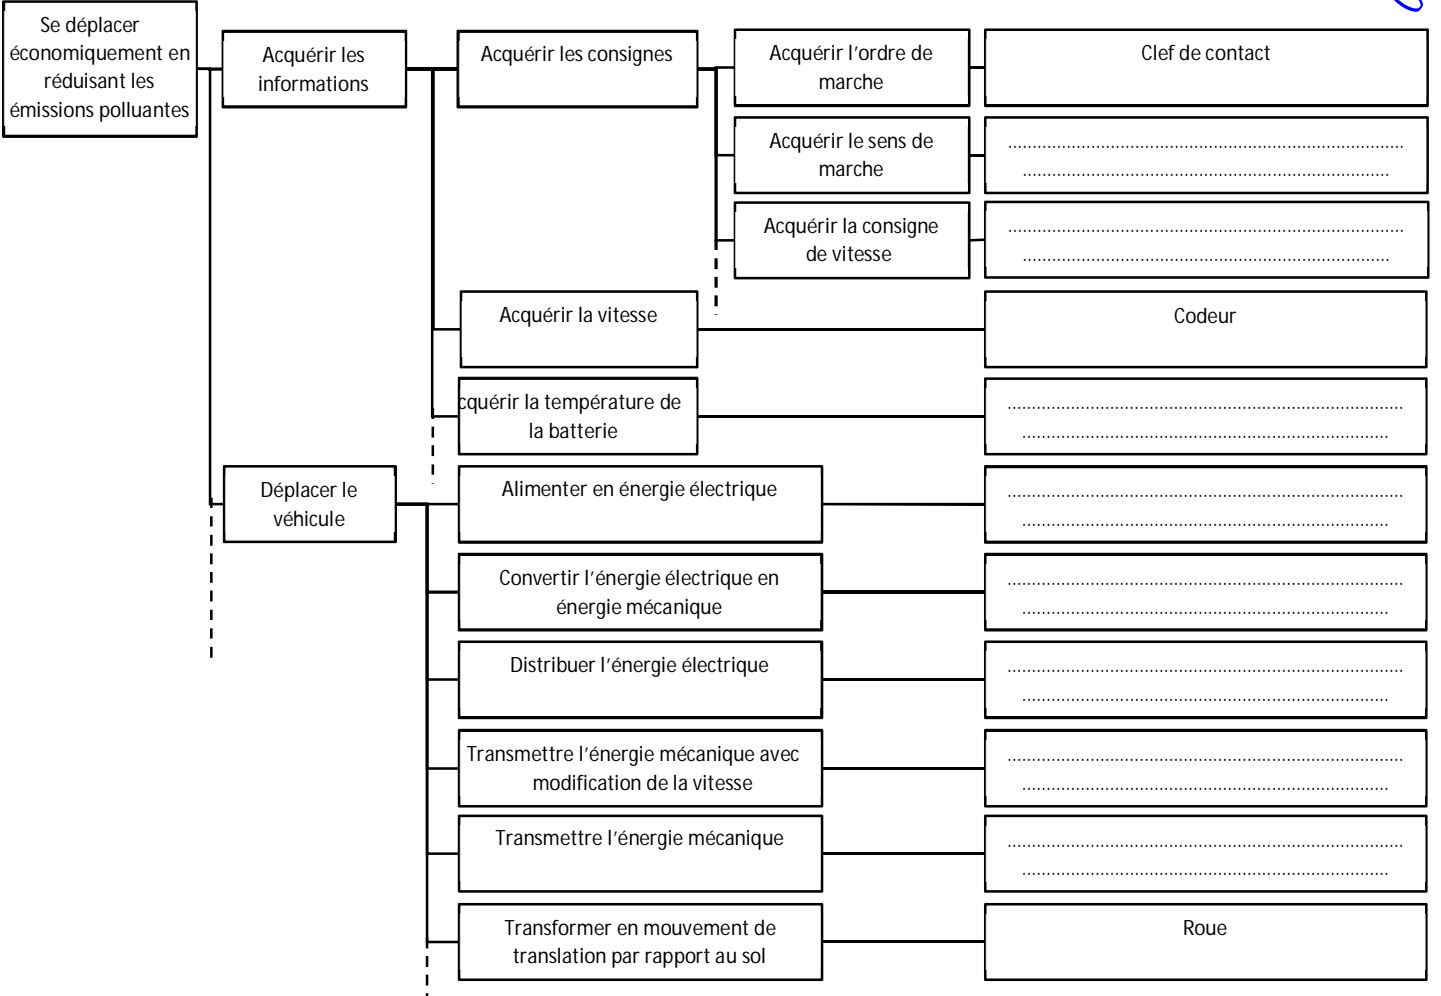 Se déplacer
économiquement en
réduisant les
émissions polluantes
Acquérir les
informations
Acquérir les consignes
Acquérir l'ordre de
marche
Clef de contact
Acquérir le sens de
marche
................................................................................
................................................................................
Acquérir la consigne
de vitesse
................................................................................
................................................................................
Acquérir la vitesse
Codeur
cquérir la température de
la batterie
................................................................................
................................................................................
Déplacer le
véhicule
Alimenter en énergie électrique
................................................................................
................................................................................
Convertir l'énergie électrique en
énergie mécanique
................................................................................
................................................................................
Distribuer l'énergie électrique
................................................................................
................................................................................
Transmettre l'énergie mécanique avec
modification de la vitesse
................................................................................
................................................................................
Transmettre l'énergie mécanique
................................................................................
................................................................................
Transformer en mouvement de
translation par rapport au sol
Roue